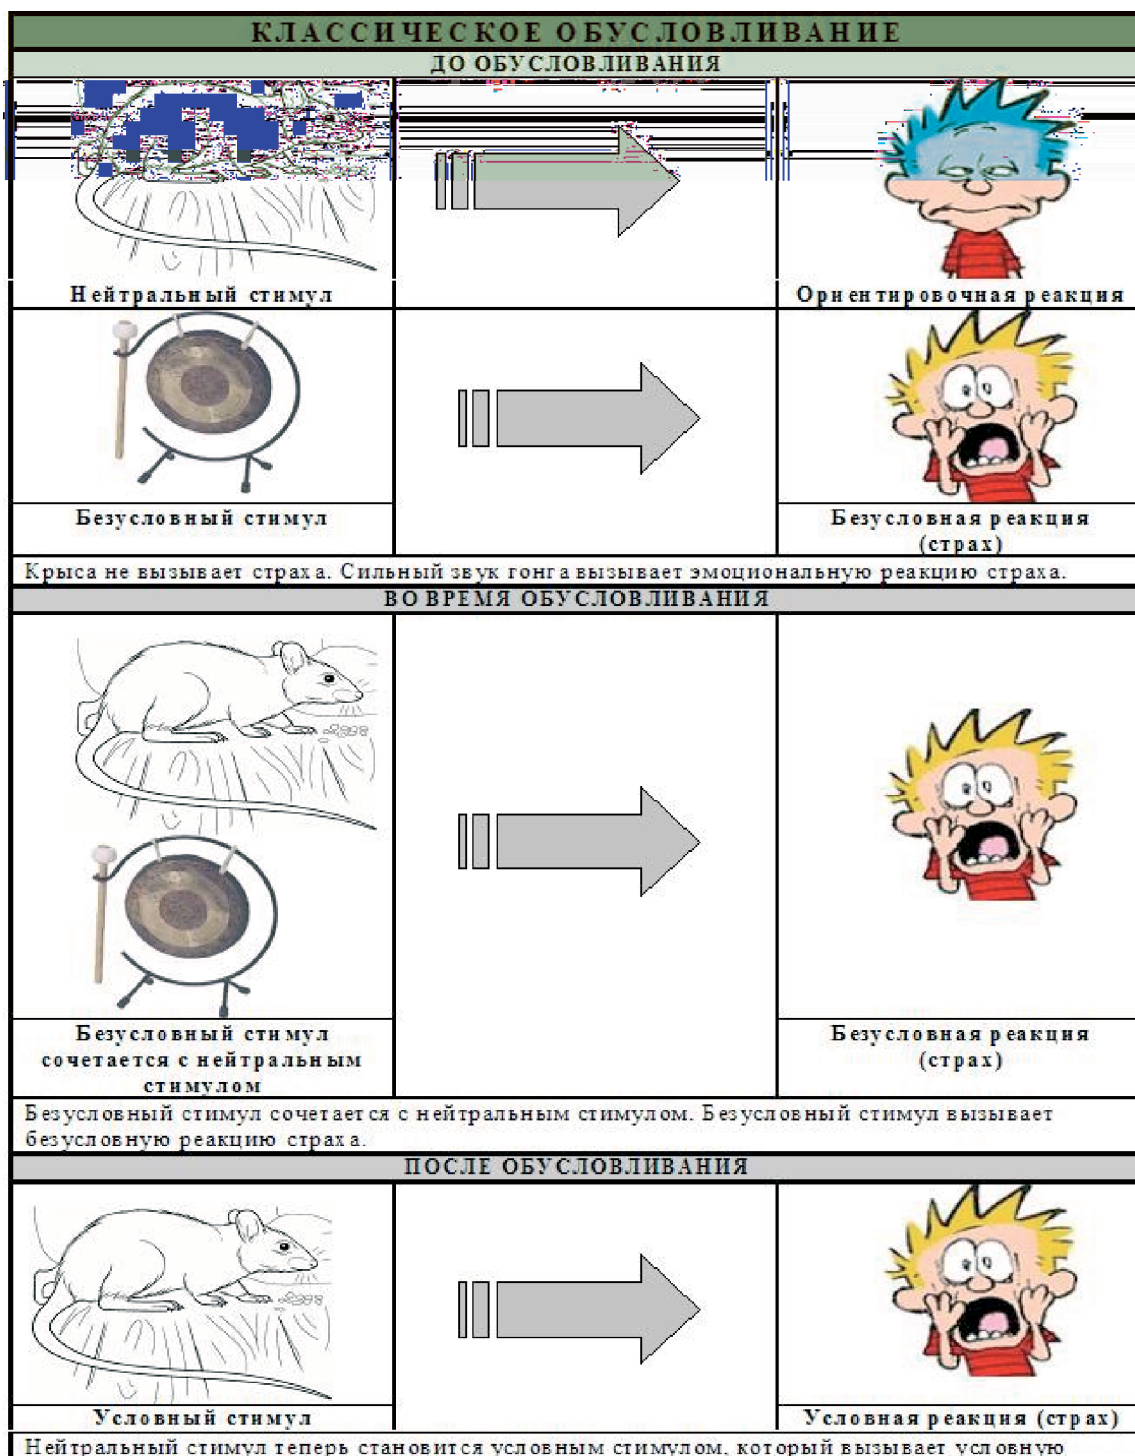 КЛАССИЧЕСКОЕ ОБУСЛОВЛИВАНИЕ
ДО ОБУСЛОВЛИВАНИЯ
Нейтральный стимул
Ориентировочная реакция
Безусловный стимул
Безусловная реакция
(страх)
Крыса не вызывает страха. Сильный звук гонга вызывает эмоциональную реакцию страха.
ВО ВРЕМЯ ОБУСЛОВЛИВАНИЯ
Безусловный стимул
сочетается с нейтральным
стимулом
Безусловная реакция
(страх)
Безусловный стимул сочетается с нейтральным стимулом. Безусловный стимул вызывает
безусловную реакцию страха.
ПОСЛЕ ОБУСЛОВЛИВАНИЯ
Условный стимул
Условная реакция (страх)
Нейтральный стимул теперь становится условным стимулом, который вызывает условную